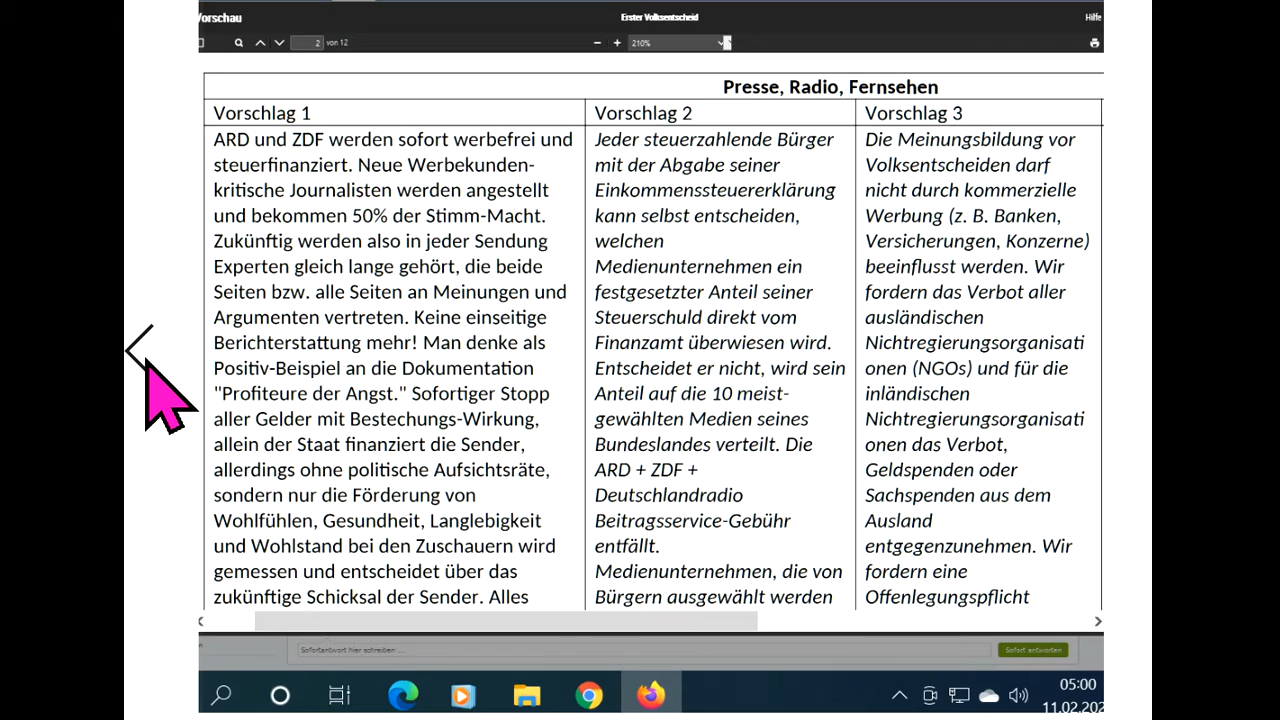 Vorschau
Erster Volksentscheid
Hilfe
2 von 12
210%
Presse, Radio, Fernsehen
Vorschlag 1
ARD und ZDF werden sofort werbefrei und
steuerfinanziert. Neue Werbekunden-
kritische Journalisten werden angestellt
und bekommen 50% der Stimm-Macht.
Zukünftig werden also in jeder Sendung
Experten gleich lange gehört, die beide
Seiten bzw. alle Seiten an Meinungen und
Argumenten vertreten. Keine einseitige
Berichterstattung mehr! Man denke als
Positiv-Beispiel an die Dokumentation
"Profiteure der Angst." Sofortiger Stopp
aller Gelder mit Bestechungs-Wirkung,
allein der Staat finanziert die Sender,
allerdings ohne politische Aufsichtsräte,
sondern nur die Förderung von
Wohlfühlen, Gesundheit, Langlebigkeit
und Wohlstand bei den Zuschauern wird
gemessen und entscheidet über das
zukünftige Schicksal der Sender. Alles
Vorschlag 2
Jeder steuerzahlende Bürger
mit der Abgabe seiner
Einkommenssteuererklärung
kann selbst entscheiden,
welchen
Medienunternehmen ein
festgesetzter Anteil seiner
Steuerschuld direkt vom
Finanzamt überwiesen wird.
Entscheidet er nicht, wird sein
Anteil auf die 10 meist-
gewählten Medien seines
Bundeslandes verteilt. Die
ARD + ZDF +
Deutschlandradio
Beitragsservice-Gebühr
entfällt.
Medienunternehmen, die von
Bürgern ausgewählt werden
Vorschlag 3
Die Meinungsbildung vor
Volksentscheiden darf
nicht durch kommerzielle
Werbung (z. B. Banken,
Versicherungen, Konzerne)
beeinflusst werden. Wir
fordern das Verbot aller
ausländischen
Nichtregierungsorganisati
onen (NGOs) und für die
inländischen
Nichtregierungsorganisati
onen das Verbot,
Geldspenden oder
Sachspenden aus dem
Ausland
entgegenzunehmen. Wir
fordern eine
Offenlegungspflicht
Sofortantwort hier schreiben ...
Sofort antworten
05:00
11.02.202